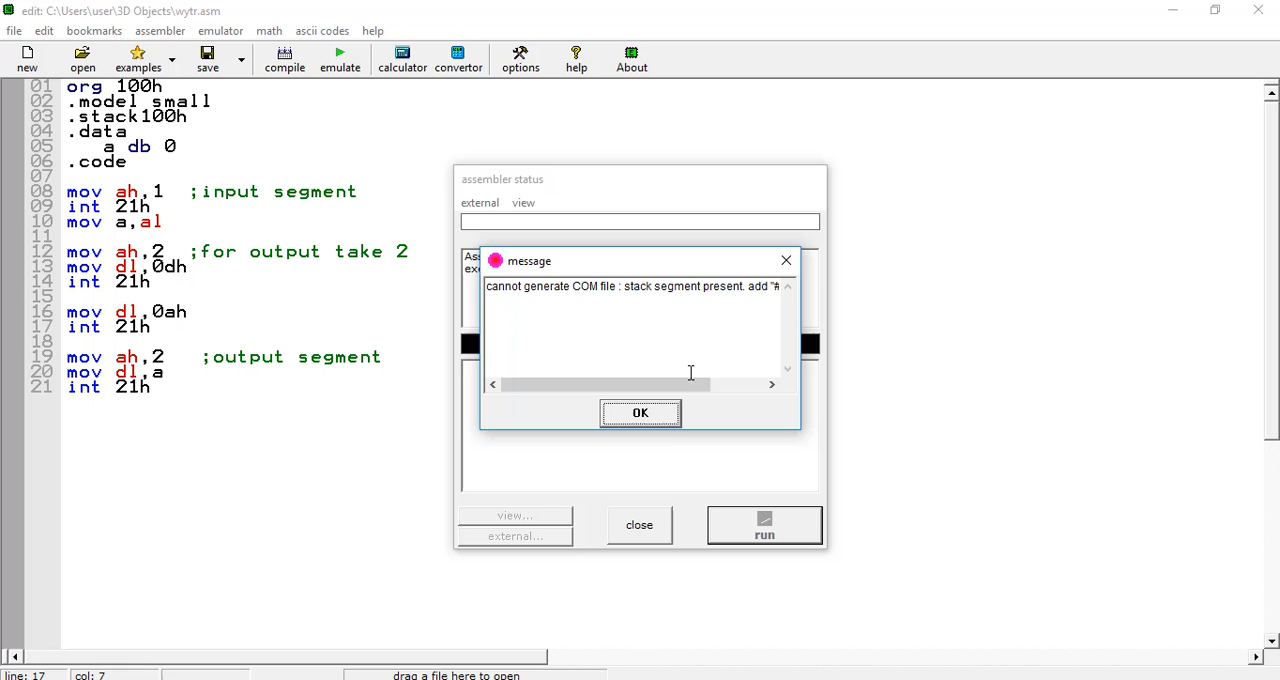 edit: C:\Users\user\3D Objects\wytr.asm
file edit bookmarks assembler emulator math ascii codes help
new open examples save compile emulate calculator convertor options help About
01 org 100h
02 .model small
03 .stack100h
04 .data
05 a db 0
06 .code
07
08 mov ah,1 ;input segment
09 int 21h
10 mov a,al
11
12 mov ah,2 ;for output take 2
13 mov dl,0dh
14 int 21h
15
16 mov dl,0ah
17 int 21h
18
19 mov ah,2 ;output segment
20 mov dl,a
21 int 21h
assembler status
external view
message
cannot generate COM file : stack segment present. add "#
OK
view...
external...
close
run
line: 17 col: 7 drag a file here to open